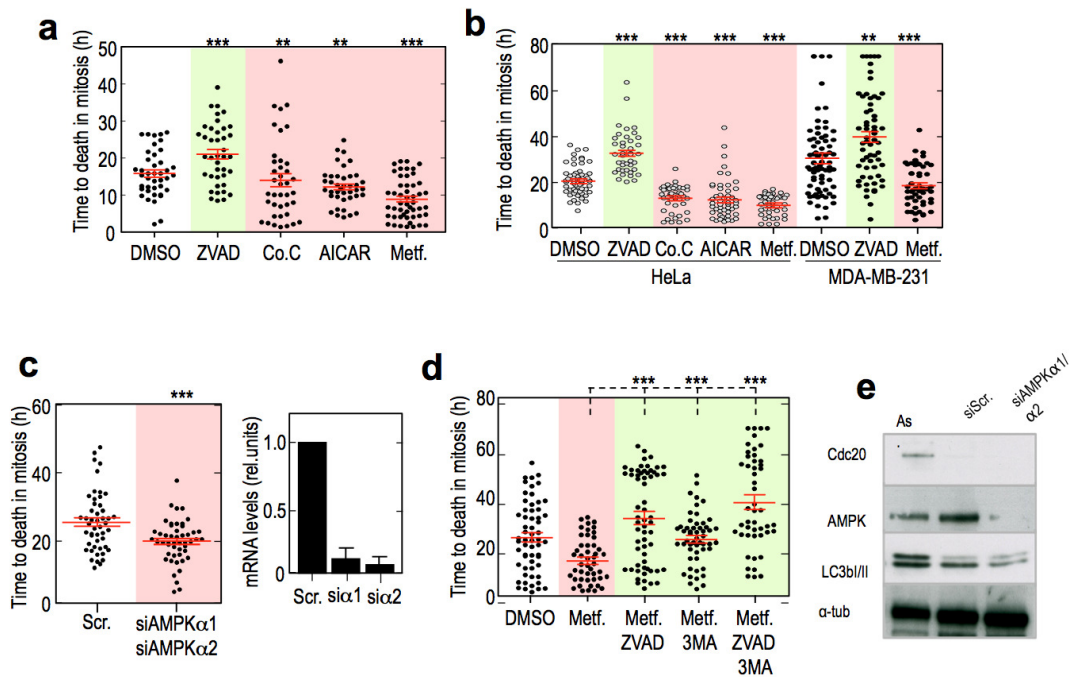 a
Time to death in mitosis (h)
50
40
30
20
10
0
*** ** ** ***
DMSO ZVAD Co.C AICAR Metf.
b
Time to death in mitosis (h)
80
60
40
20
0
*** *** *** *** ** ***
DMSO ZVAD Co.C AICAR Metf. DMSO ZVAD Metf.
HeLa MDA-MB-231
c
Time to death in mitosis (h)
60
40
20
0
***
Scr. siAMPKα1
siAMPKα2
mRNA levels (rel.units)
1.0
0.5
0
Scr. siα1 siα2
d
Time to death in mitosis (h)
80
60
40
20
0
*** *** ***
DMSO Metf. Metf. Metf. Metf.
ZVAD 3MA ZVAD
3MA
e
As siScr. siAMPKα1/
α2
Cdc20
AMPK
LC3bI/II
α-tub